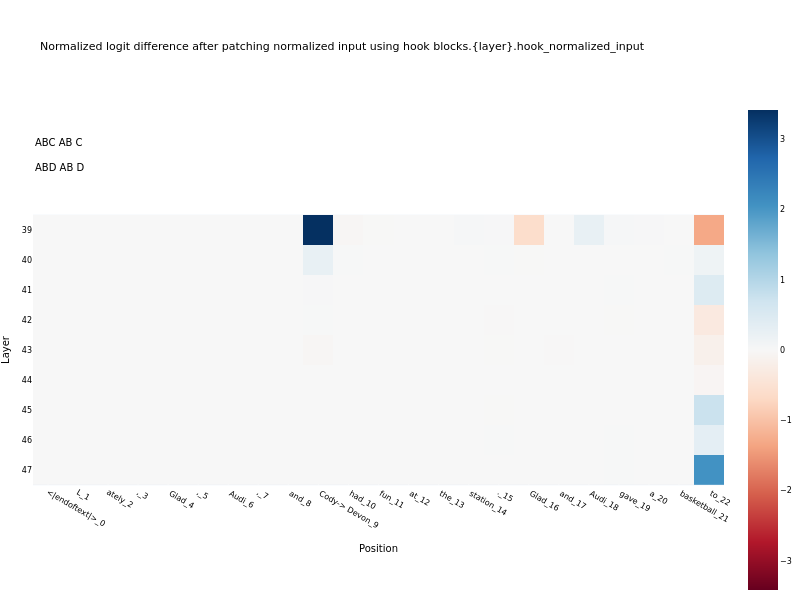 Normalized logit difference after patching normalized input using hook blocks.{layer}.hook_normalized_input
ABC AB C
ABD AB D
3
2
1
0
−1
−2
−3
39
40
41
42
43
44
45
46
47
Layer
<|endoftext|>_0
L_1
ately_2
,_3
Glad_4
,_5
Audi_6
,_7
and_8
Cody-> Devon_9
had_10
fun_11
at_12
the_13
station_14
._15
Glad_16
and_17
Audi_18
gave_19
a_20
basketball_21
to_22
Position